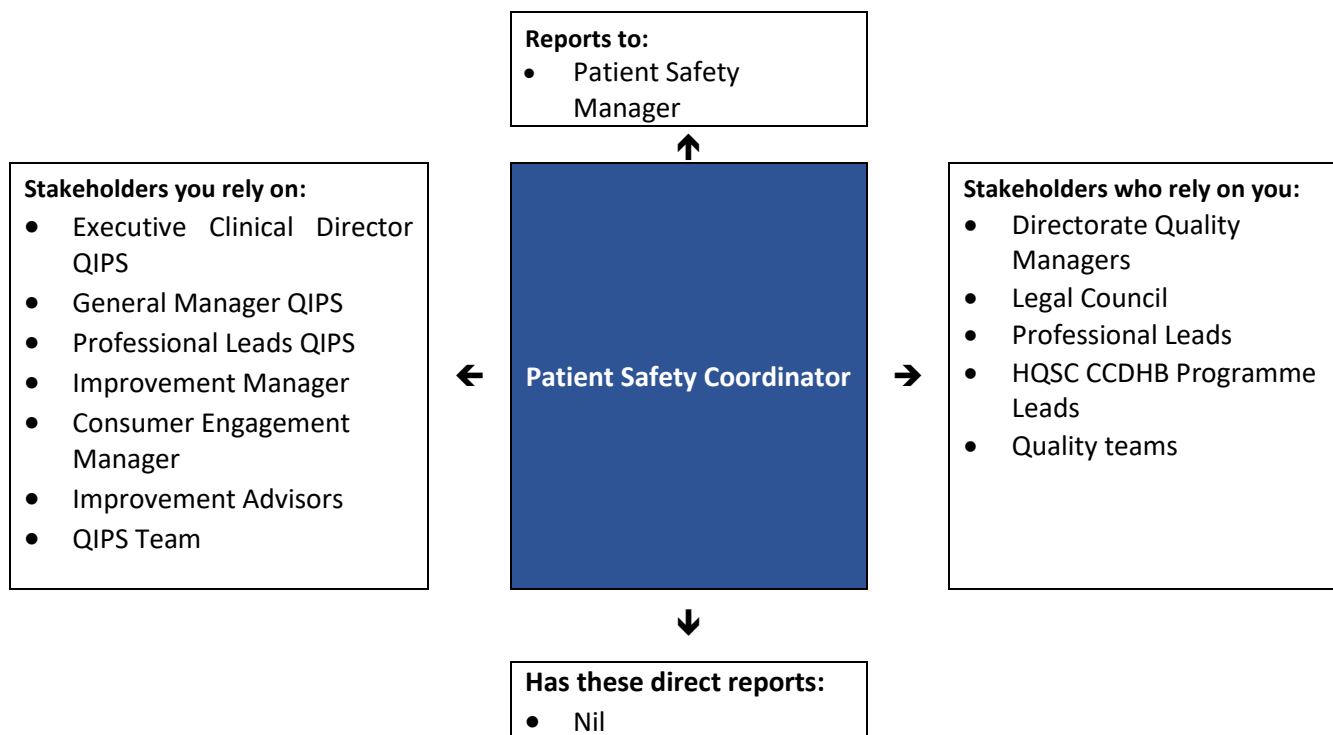 Reports to:
• Patient Safety
Manager
Stakeholders you rely on:
• Executive Clinical Director
QIPS
• General Manager QIPS
• Professional Leads QIPS
• Improvement Manager
• Consumer Engagement
Manager
• Improvement Advisors
• QIPS Team
Patient Safety Coordinator
Stakeholders who rely on you:
• Directorate Quality
Managers
• Legal Council
• Professional Leads
• HQSC CCDHB Programme
Leads
• Quality teams
Has these direct reports:
• Nil